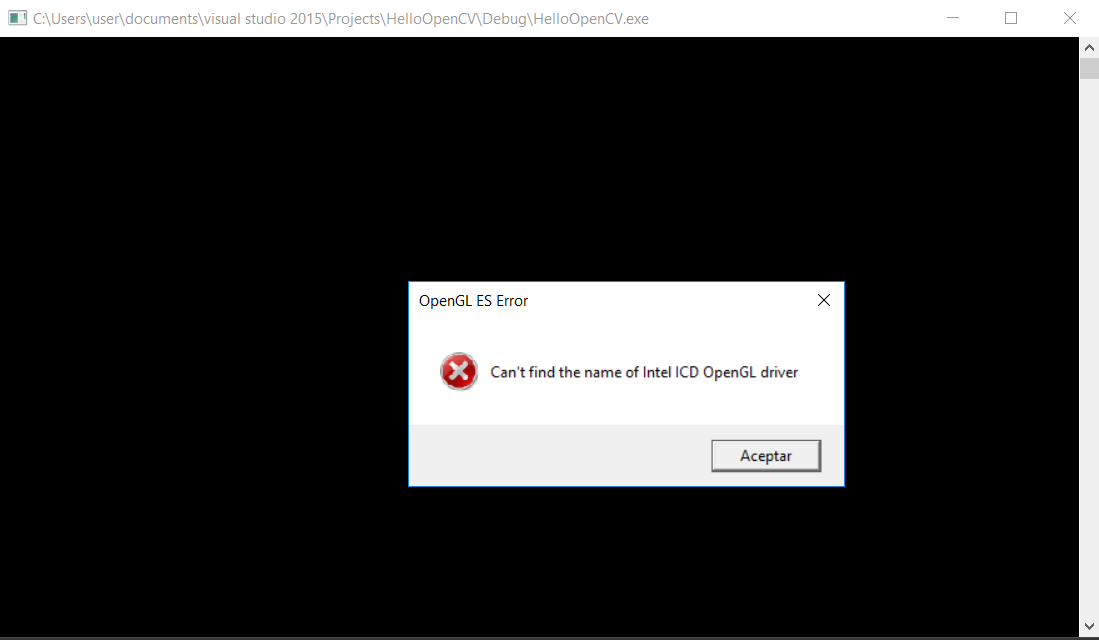 C:\Users\user\documents\visual studio 2015\Projects\HelloOpenCV\Debug\HelloOpenCV.exe
OpenGL ES Error
Can't find the name of Intel ICD OpenGL driver
Aceptar